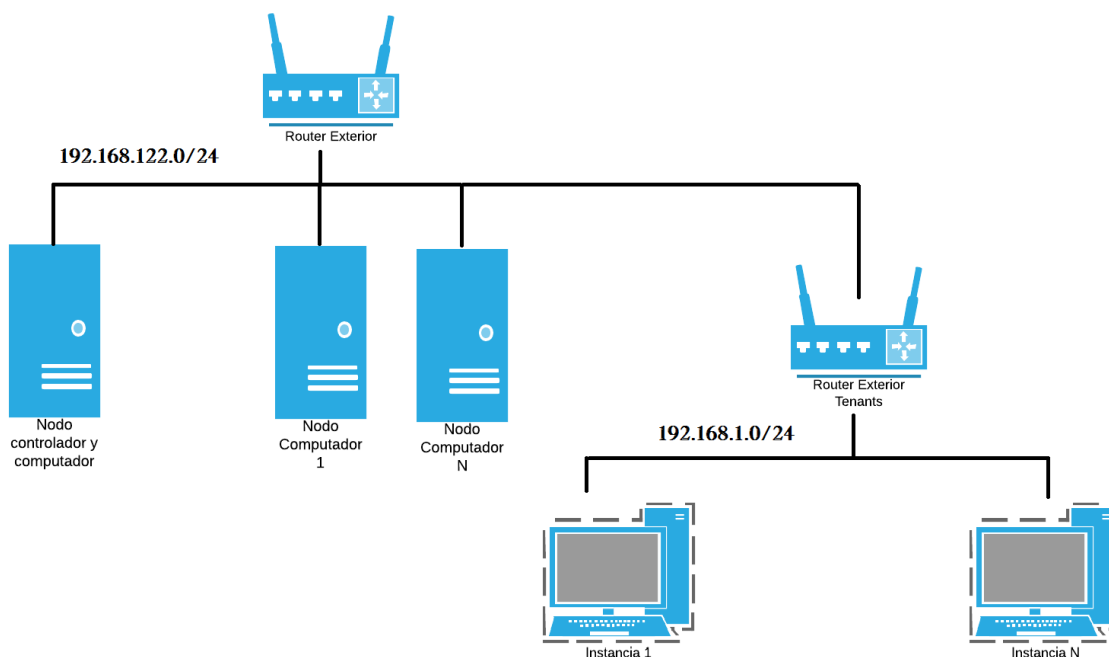 Router Exterior
192.168.122.0/24
Nodo
controlador y
computador
Nodo
Computador
1
Nodo
Computador
N
Router Exterior
Tenants
192.168.1.0/24
Instancia 1
Instancia N